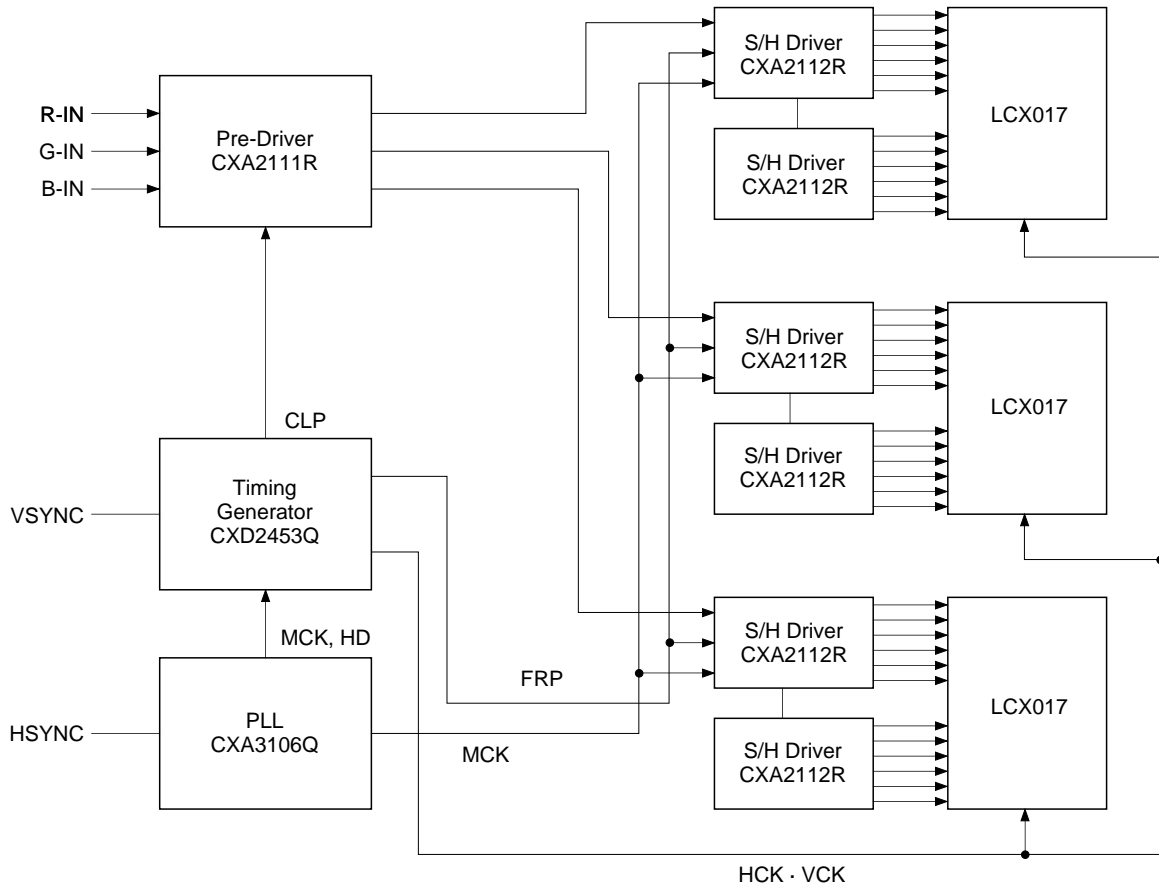 S/H Driver
CXA2112R
LCX017
R-IN
G-IN
B-IN
Pre-Driver
CXA2111R
S/H Driver
CXA2112R
S/H Driver
CXA2112R
LCX017
CLP
S/H Driver
CXA2112R
VSYNC
Timing
Generator
CXD2453Q
MCK, HD
S/H Driver
CXA2112R
LCX017
FRP
HSYNC
PLL
CXA3106Q
MCK
S/H Driver
CXA2112R
HCK · VCK